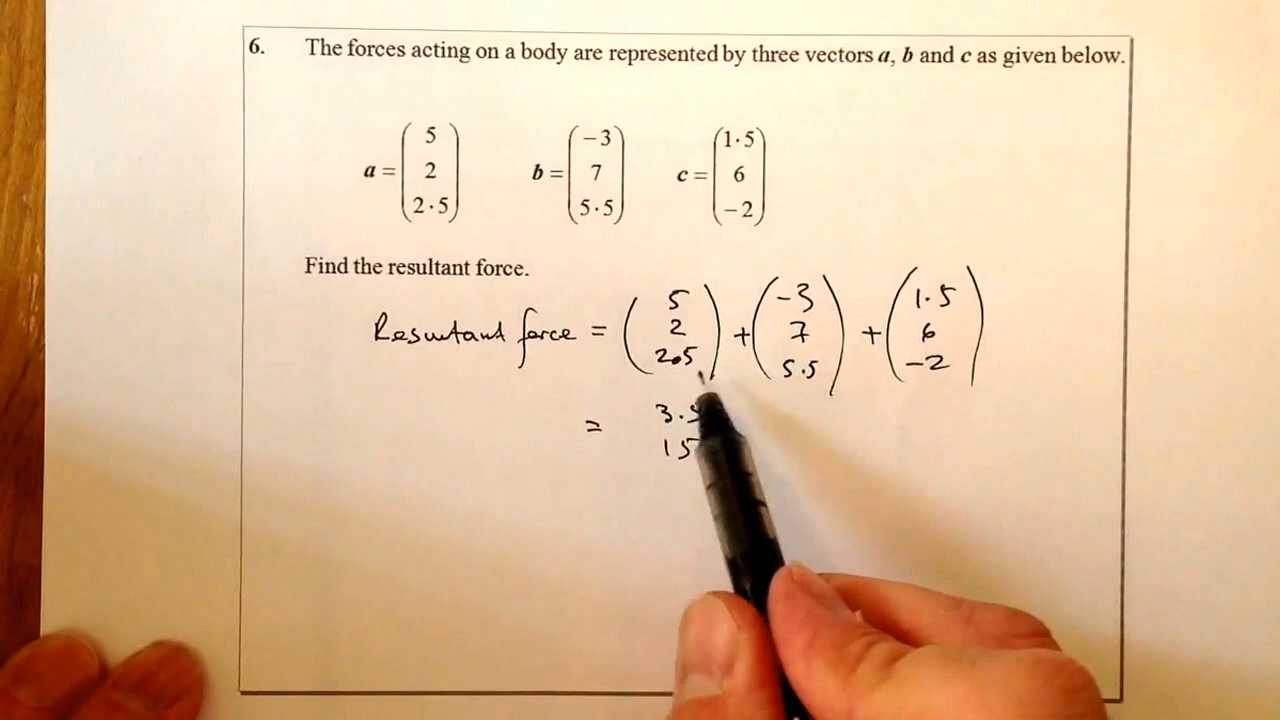 6. The forces acting on a body are represented by three vectors a, b and c as given below.
a = (5 2 2·5) b = (−3 7 5·5) c = (1·5 6 −2)
Find the resultant force.
Resultant force = (5 2 2.5) + (−3 7 5.5) + (1.5 6 −2)
= 3.5
15